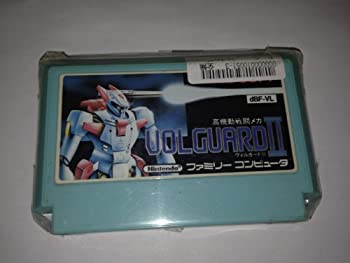 dBF-VL
高機動戦闘メカ
VOLGUARD II
ヴォルガードII
Nintendo
ファミリー コンピュータ